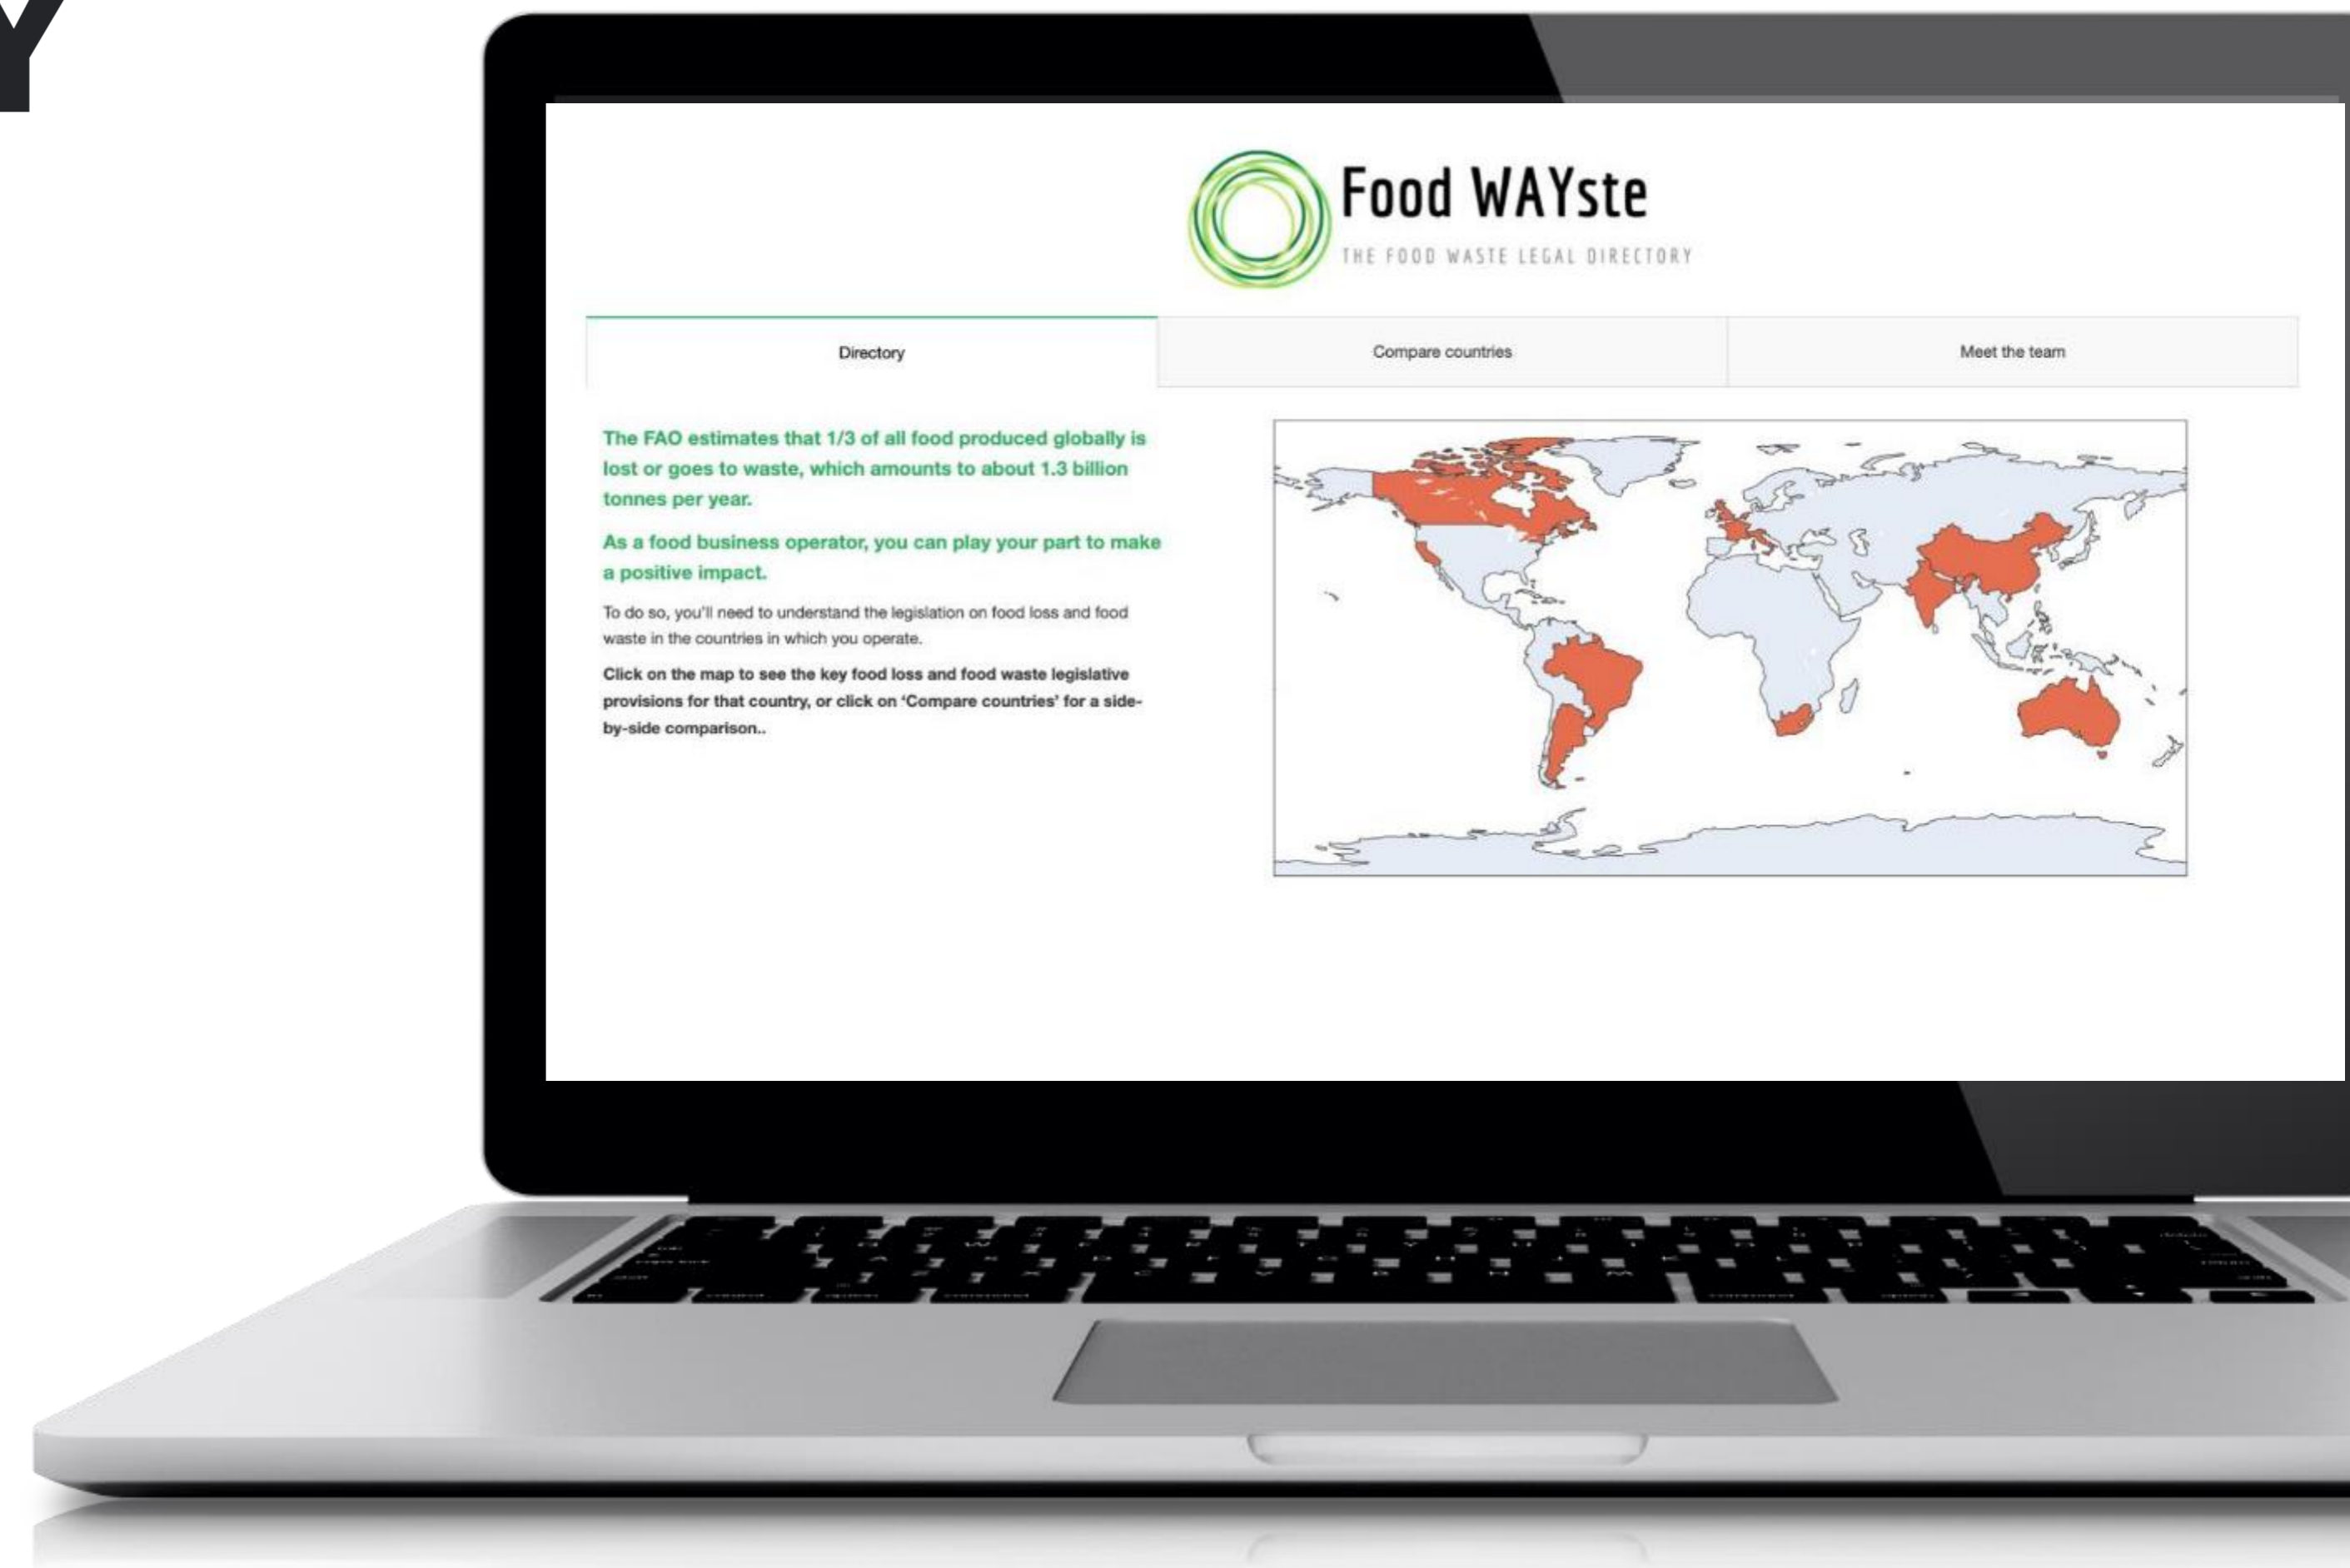 Y
Food WAYste
THE FOOD WASTE LEGAL DIRECTORY
Directory
Compare countries
Meet the team
The FAO estimates that 1/3 of all food produced globally is
lost or goes to waste, which amounts to about 1.3 billion
tonnes per year.
As a food business operator, you can play your part to make
a positive impact.
To do so, you'll need to understand the legislation on food loss and food
waste in the countries in which you operate.
Click on the map to see the key food loss and food waste legislative
provisions for that country, or click on ‘Compare countries’ for a side-
by-side comparison..